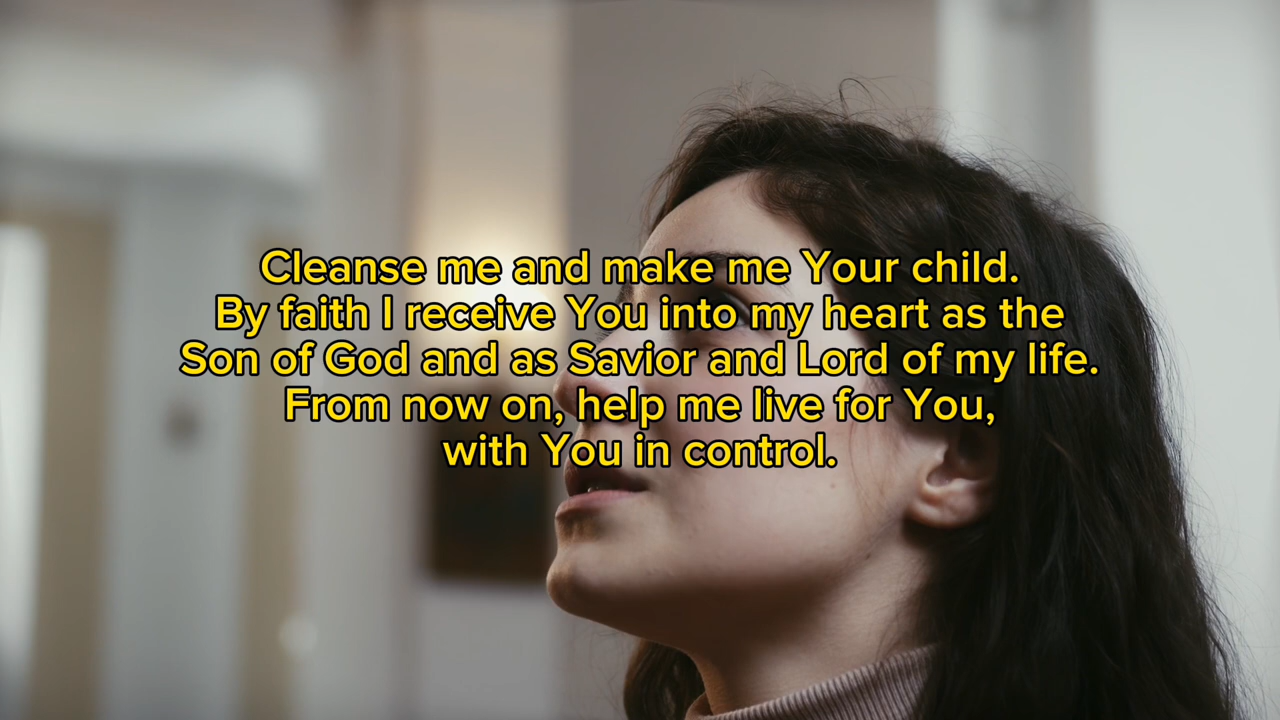 Cleanse me and make me Your child.
By faith I receive You into my heart as the
Son of God and as Savior and Lord of my life.
From now on, help me live for You,
with You in control.